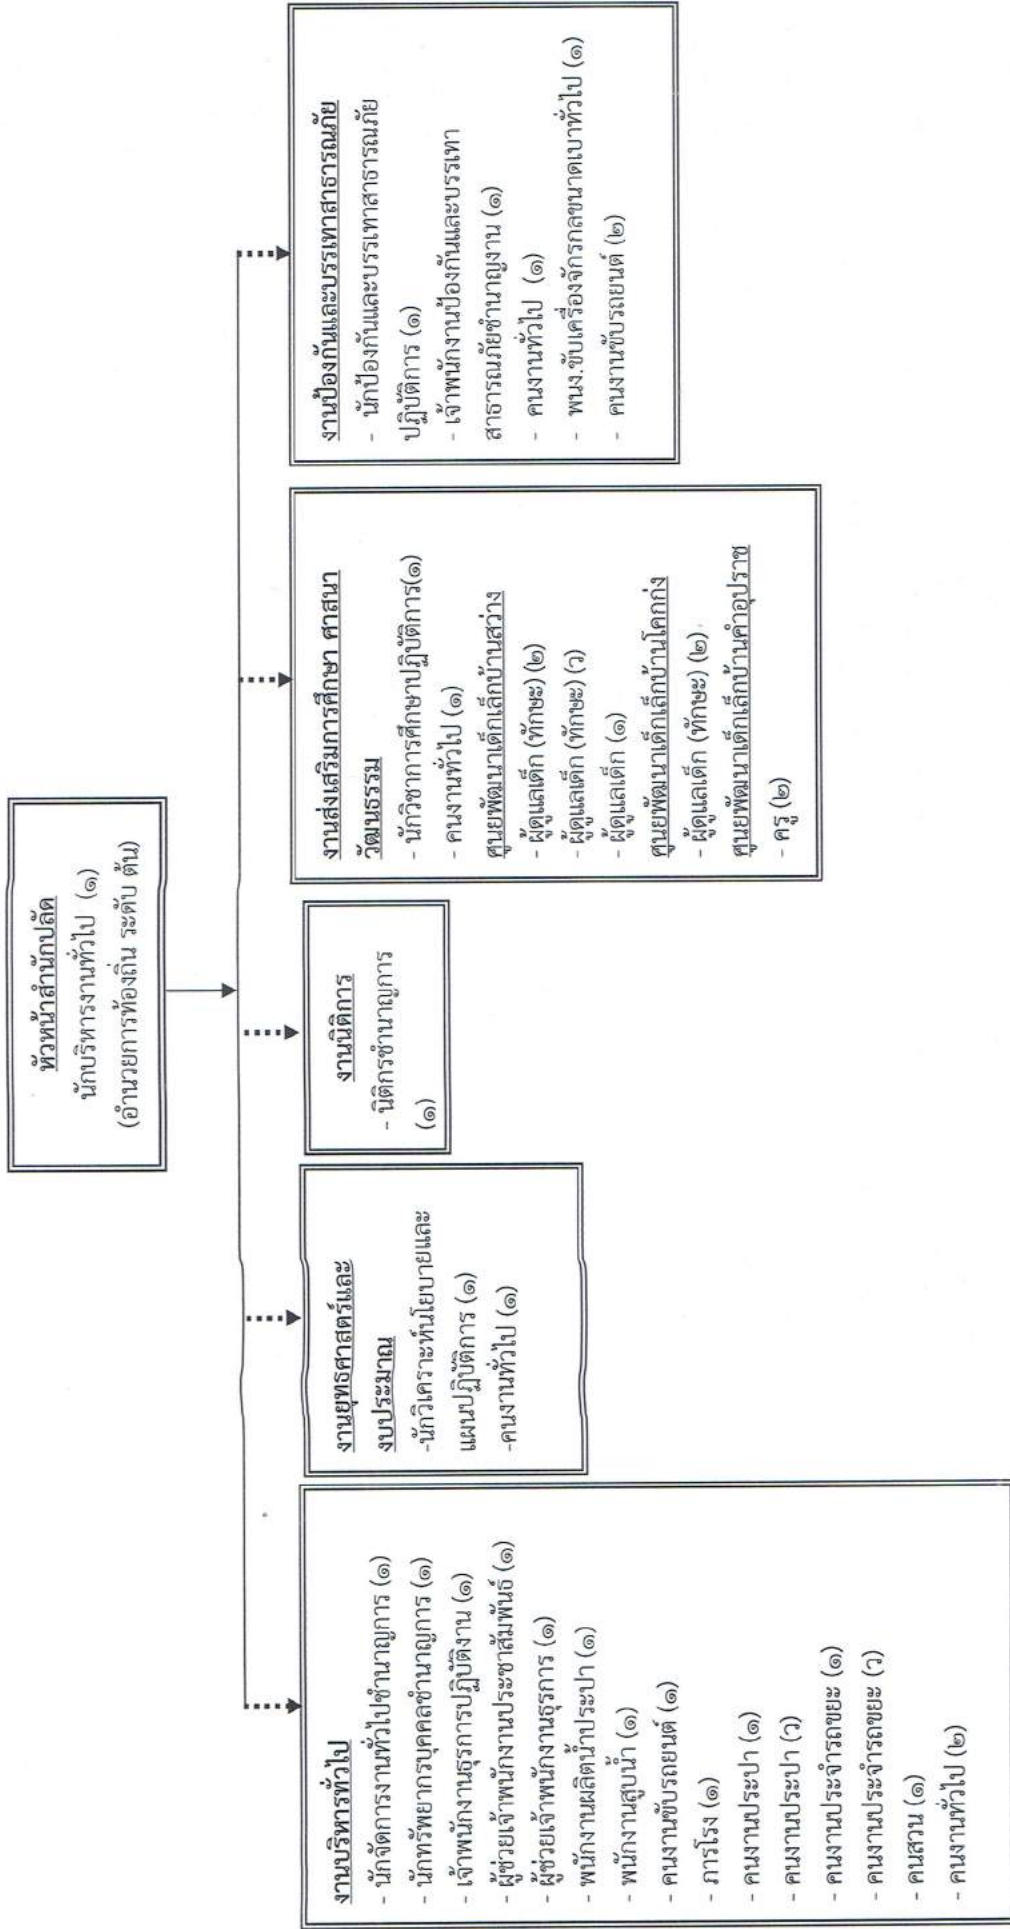 หัวหน้าสำนักปลัด
นักบริหารงานทั่วไป (๑)
(อำนวยการท้องถิ่น ระดับ ต้น)
งานบริหารทั่วไป
- นักจัดการงานทั่วไปชำนาญการ (๑)
- นักทรัพยากรบุคคลชำนาญการ (๑)
- เจ้าพนักงานธุรการปฏิบัติงาน (๑)
- ผู้ช่วยเจ้าพนักงานประชาสัมพันธ์ (๑)
- ผู้ช่วยเจ้าพนักงานธุรการ (๑)
- พนักงานผลิตน้ำประปา (๑)
- พนักงานสูบน้ำ (๑)
- คนงานขับรถยนต์ (๑)
- ภารโรง (๑)
- คนงานประปา (๑)
- คนงานประปา (ว)
- คนงานประจำรถขยะ (๑)
- คนงานประจำรถขยะ (ว)
- คนสวน (๑)
- คนงานทั่วไป (๒)
งานยุทธศาสตร์และ
งบประมาณ
-นักวิเคราะห์นโยบายและ
แผนปฏิบัติการ (๑)
-คนงานทั่วไป (๑)
งานนิติการ
- นิติกรชำนาญการ
(๑)
งานส่งเสริมการศึกษา ศาสนา
วัฒนธรรม
- นักวิชาการศึกษาปฏิบัติการ(๑)
- คนงานทั่วไป (๑)
ศูนย์พัฒนาเด็กเล็กบ้านสว่าง
- ผู้ดูแลเด็ก (ทักษะ) (๒)
- ผู้ดูแลเด็ก (ทักษะ) (ว)
- ผู้ดูแลเด็ก (๑)
ศูนย์พัฒนาเด็กเล็กบ้านโคกก่ง
- ผู้ดูแลเด็ก (ทักษะ) (๒)
ศูนย์พัฒนาเด็กเล็กบ้านคำอุปราช
- ครู (๒)
งานป้องกันและบรรเทาสาธารณภัย
- นักป้องกันและบรรเทาสาธารณภัย
ปฏิบัติการ (๑)
- เจ้าพนักงานป้องกันและบรรเทา
สาธารณภัยชำนาญงาน (๑)
- คนงานทั่วไป (๑)
- พนง.ขับเครื่องจักรกลขนาดเบาทั่วไป (๑)
- คนงานขับรถยนต์ (๒)